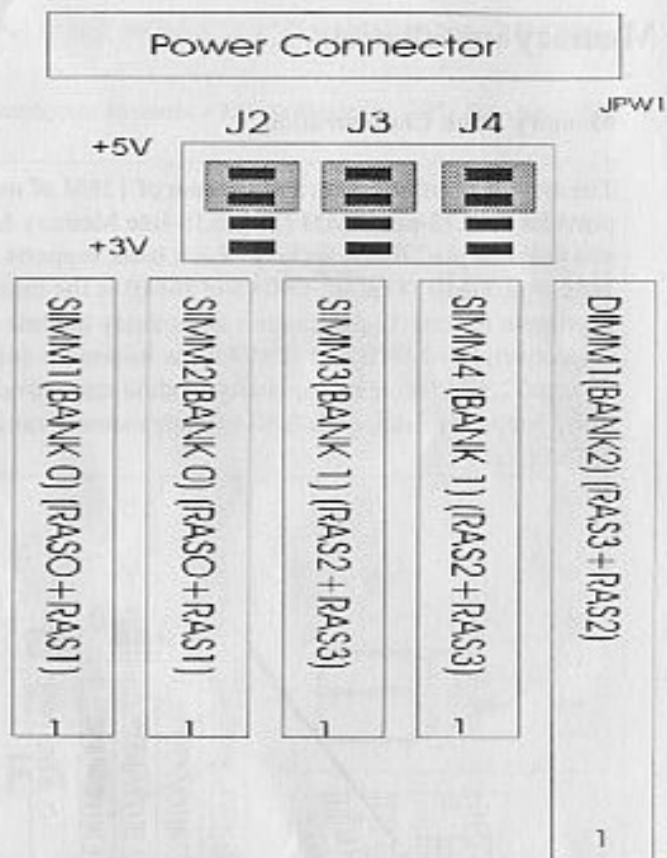 Power Connector
JPW1
J2 J3 J4
+5V
+3V
SIMM1(BANK 0) (RAS0+RAS1)
1
SIMM2(BANK 0) (RAS0+RAS1)
1
SIMM3(BANK 1) (RAS2+RAS3)
1
SIMM4 (BANK 1) (RAS2+RAS3)
1
DIMM1(BANK2) (RAS3+RAS2)
1